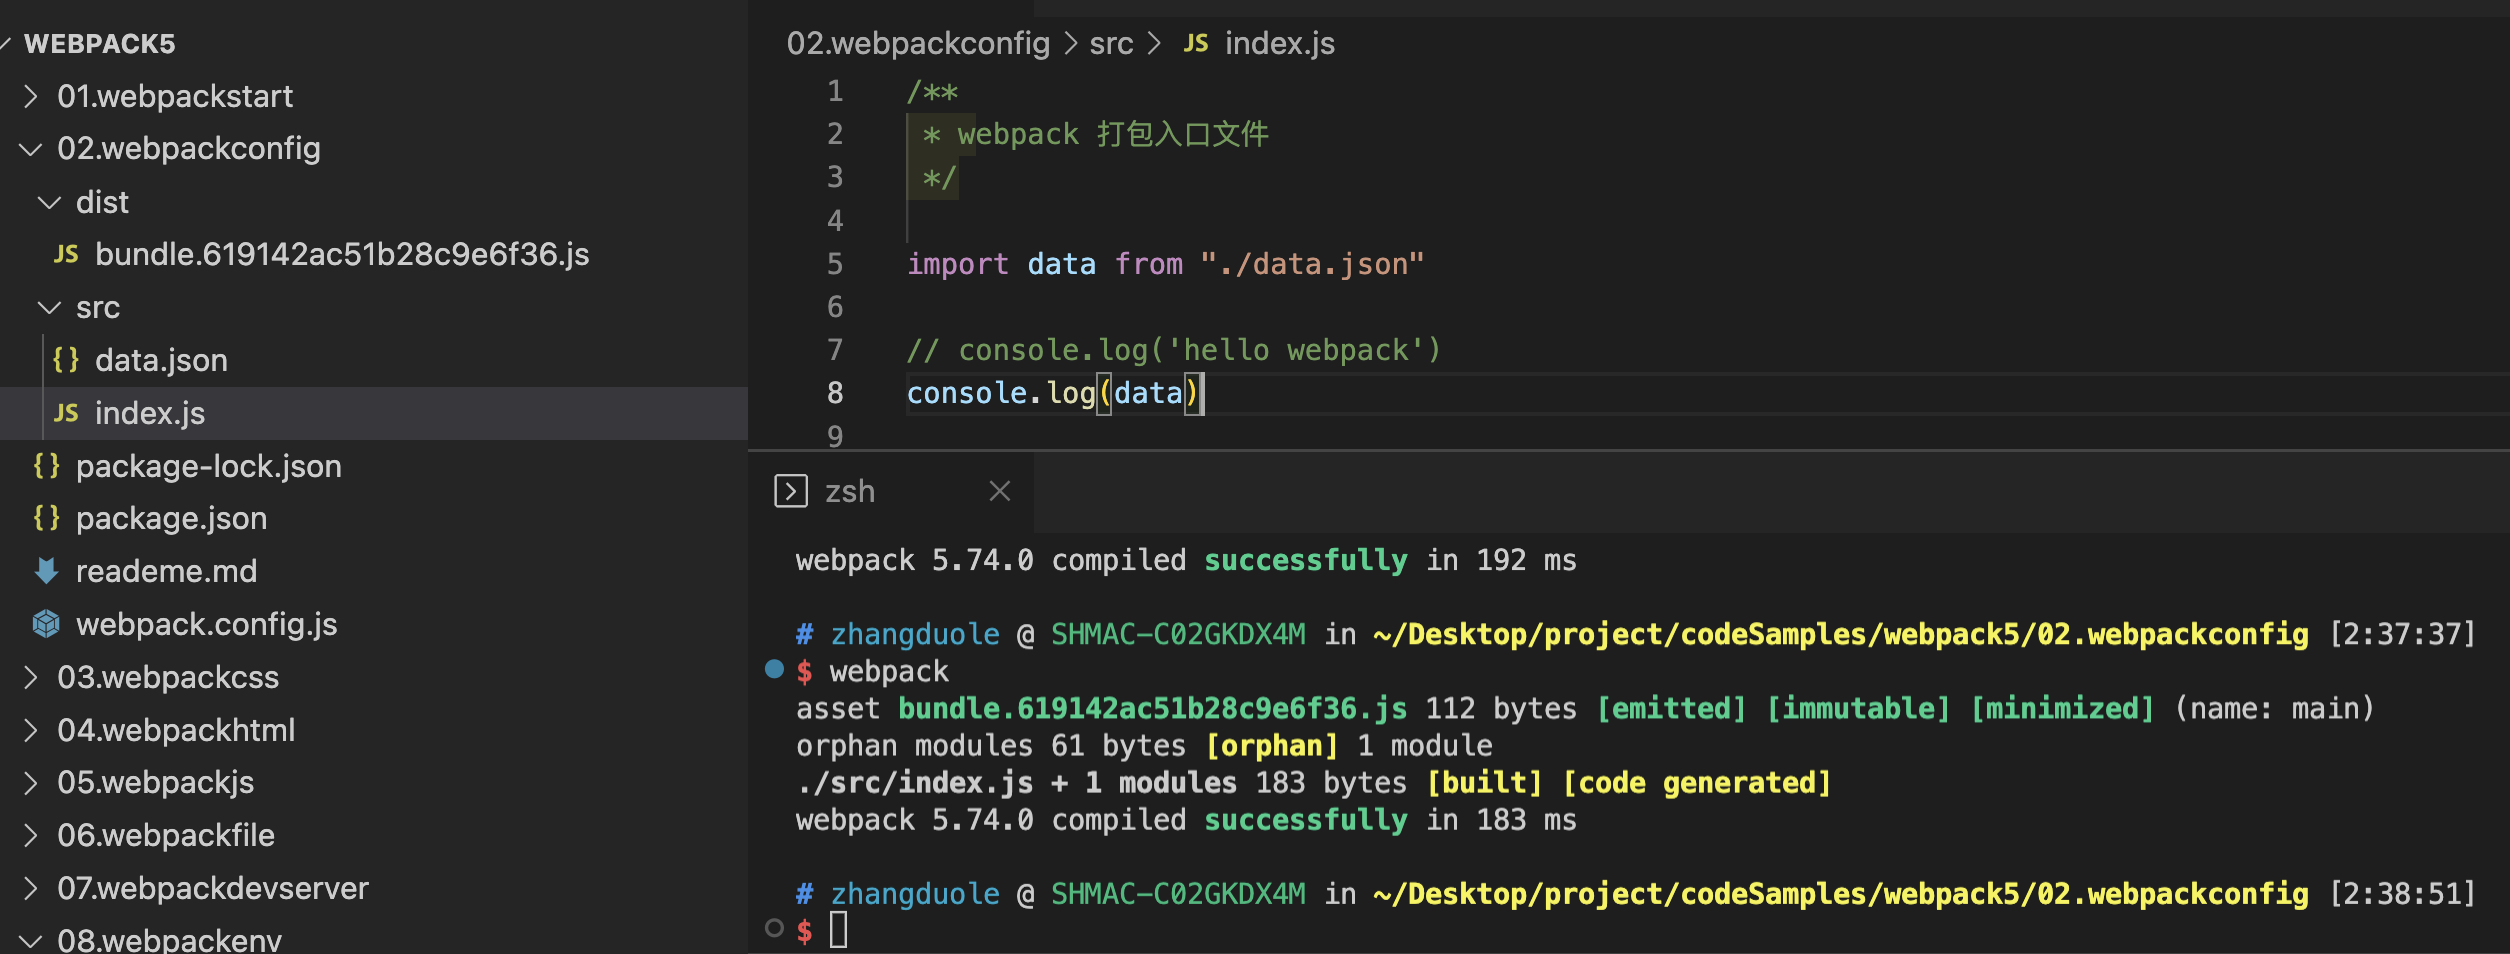 WEBPACK5
01.webpackstart
02.webpackconfig
dist
JS bundle.619142ac51b28c9e6f36.js
src
{} data.json
JS index.js
{} package-lock.json
{} package.json
reademe.md
webpack.config.js
03.webpackcss
04.webpackhtml
05.webpackjs
06.webpackfile
07.webpackdevserver
08.webpackenv
02.webpackconfig > src > JS index.js
1 /**
2 * webpack 打包入口文件
3 */
4
5 import data from "./data.json"
6
7 // console.log('hello webpack')
8 console.log(data)
9
zsh
webpack 5.74.0 compiled successfully in 192 ms
# zhangduole @ SHMAC-C02GKDX4M in ~/Desktop/project/codeSamples/webpack5/02.webpackconfig [2:37:37]
$ webpack
asset bundle.619142ac51b28c9e6f36.js 112 bytes [emitted] [immutable] [minimized] (name: main)
orphan modules 61 bytes [orphan] 1 module
./src/index.js + 1 modules 183 bytes [built] [code generated]
webpack 5.74.0 compiled successfully in 183 ms
# zhangduole @ SHMAC-C02GKDX4M in ~/Desktop/project/codeSamples/webpack5/02.webpackconfig [2:38:51]
$